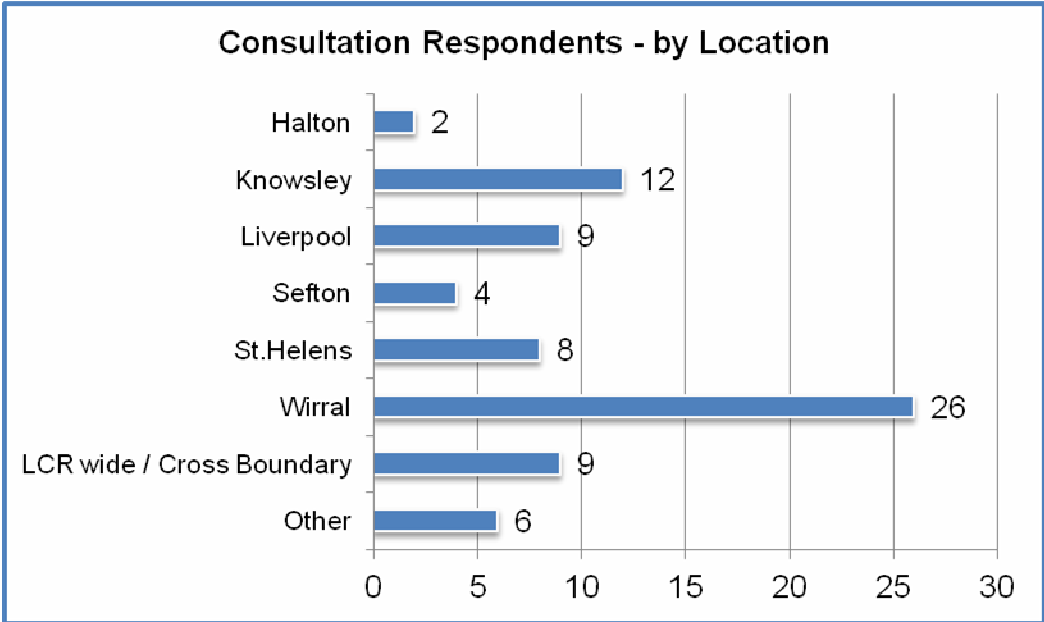 Consultation Respondents - by Location
Halton 2
Knowsley 12
Liverpool 9
Sefton 4
St.Helens 8
Wirral 26
LCR wide / Cross Boundary 9
Other 6
0 5 10 15 20 25 30